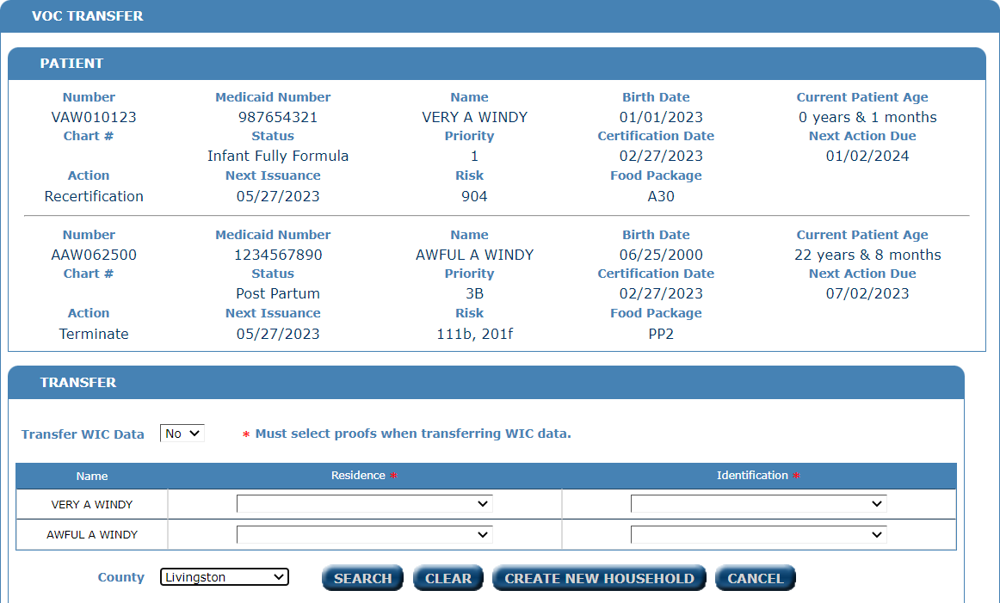 VOC TRANSFER
PATIENT
Number Medicaid Number Name Birth Date Current Patient Age
VAW010123 987654321 VERY A WINDY 01/01/2023 0 years & 1 months
Chart # Status Priority Certification Date Next Action Due
Infant Fully Formula 1 02/27/2023 01/02/2024
Action Next Issuance Risk Food Package
Recertification 05/27/2023 904 A30
Number Medicaid Number Name Birth Date Current Patient Age
AAW062500 1234567890 AWFUL A WINDY 06/25/2000 22 years & 8 months
Chart # Status Priority Certification Date Next Action Due
Post Partum 3B 02/27/2023 07/02/2023
Action Next Issuance Risk Food Package
Terminate 05/27/2023 111b, 201f PP2
TRANSFER
Transfer WIC Data No * Must select proofs when transferring WIC data.
Name Residence * Identification *
VERY A WINDY
AWFUL A WINDY
County Livingston SEARCH CLEAR CREATE NEW HOUSEHOLD CANCEL